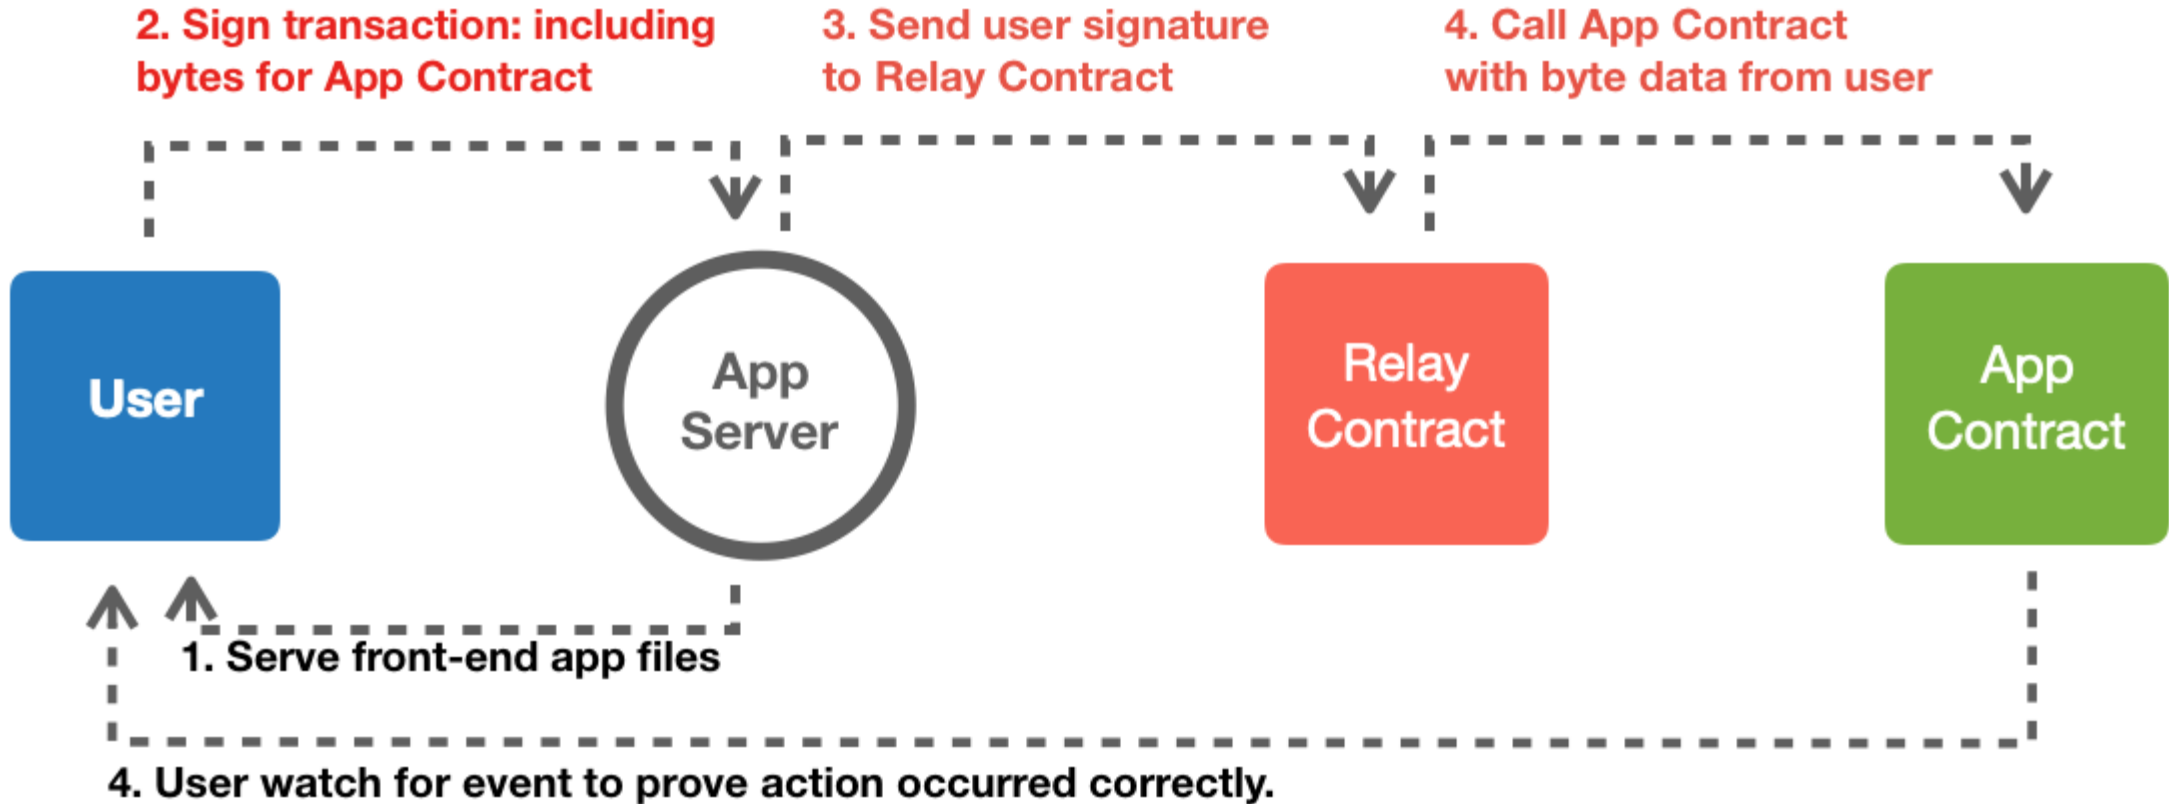 2. Sign transaction: including
bytes for App Contract
3. Send user signature
to Relay Contract
4. Call App Contract
with byte data from user
User
App
Server
Relay
Contract
App
Contract
1. Serve front-end app files
4. User watch for event to prove action occurred correctly.